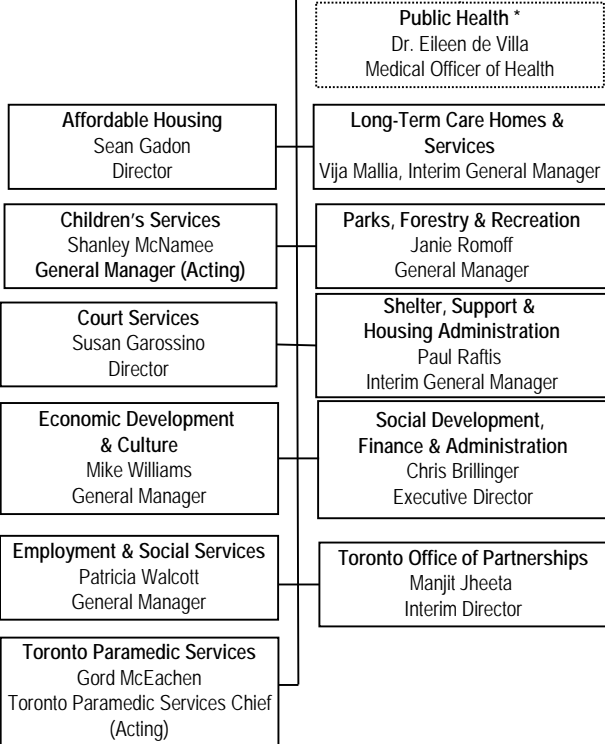 Public Health *
Dr. Eileen de Villa
Medical Officer of Health
Affordable Housing
Sean Gadon
Director
Long-Term Care Homes &
Services
Vija Mallia, Interim General Manager
Children's Services
Shanley McNamee
General Manager (Acting)
Parks, Forestry & Recreation
Janie Romoff
General Manager
Court Services
Susan Garossino
Director
Shelter, Support &
Housing Administration
Paul Raftis
Interim General Manager
Economic Development
& Culture
Mike Williams
General Manager
Social Development,
Finance & Administration
Chris Brillinger
Executive Director
Employment & Social Services
Patricia Walcott
General Manager
Toronto Office of Partnerships
Manjit Jheeta
Interim Director
Toronto Paramedic Services
Gord McEachen
Toronto Paramedic Services Chief
(Acting)